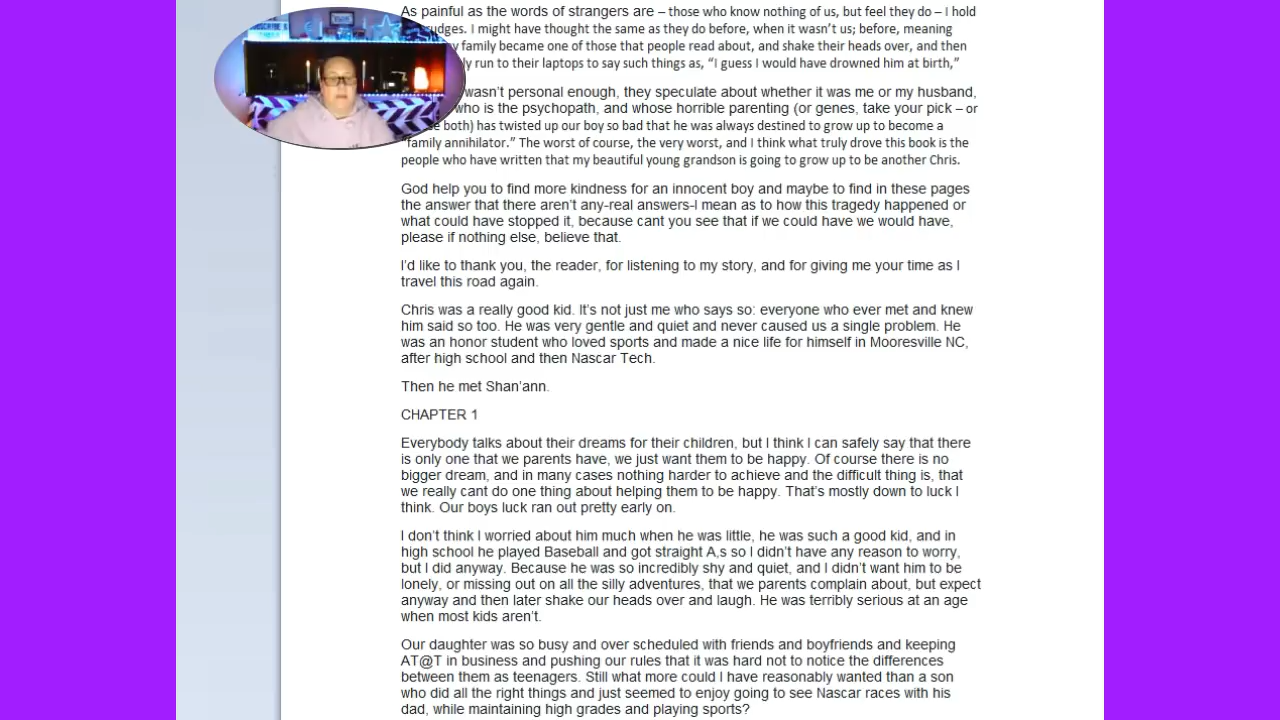 As painful as the words of strangers are – those who know nothing of us, but feel they do – I hold
udges. I might have thought the same as they do before, when it wasn't us; before, meaning
y family became one of those that people read about, and shake their heads over, and then
ly run to their laptops to say such things as, “I guess I would have drowned him at birth,”
wasn't personal enough, they speculate about whether it was me or my husband,
who is the psychopath, and whose horrible parenting (or genes, take your pick – or
both) has twisted up our boy so bad that he was always destined to grow up to become a
“family annihilator.” The worst of course, the very worst, and I think what truly drove this book is the
people who have written that my beautiful young grandson is going to grow up to be another Chris.
God help you to find more kindness for an innocent boy and maybe to find in these pages
the answer that there aren't any-real answers-I mean as to how this tragedy happened or
what could have stopped it, because cant you see that if we could have we would have,
please if nothing else, believe that.
I'd like to thank you, the reader, for listening to my story, and for giving me your time as I
travel this road again.
Chris was a really good kid. It's not just me who says so: everyone who ever met and knew
him said so too. He was very gentle and quiet and never caused us a single problem. He
was an honor student who loved sports and made a nice life for himself in Mooresville NC,
after high school and then Nascar Tech.
Then he met Shan'ann.
CHAPTER 1
Everybody talks about their dreams for their children, but I think I can safely say that there
is only one that we parents have, we just want them to be happy. Of course there is no
bigger dream, and in many cases nothing harder to achieve and the difficult thing is, that
we really cant do one thing about helping them to be happy. That's mostly down to luck I
think. Our boys luck ran out pretty early on.
I don't think I worried about him much when he was little, he was such a good kid, and in
high school he played Baseball and got straight A,s so I didn't have any reason to worry,
but I did anyway. Because he was so incredibly shy and quiet, and I didn't want him to be
lonely, or missing out on all the silly adventures, that we parents complain about, but expect
anyway and then later shake our heads over and laugh. He was terribly serious at an age
when most kids aren't.
Our daughter was so busy and over scheduled with friends and boyfriends and keeping
AT@T in business and pushing our rules that it was hard not to notice the differences
between them as teenagers. Still what more could I have reasonably wanted than a son
who did all the right things and just seemed to enjoy going to see Nascar races with his
dad, while maintaining high grades and playing sports?